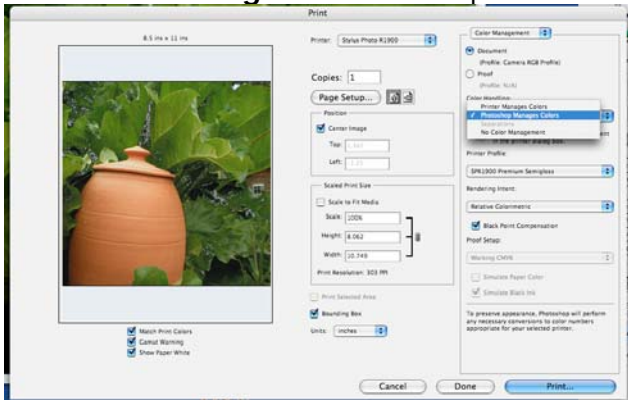 Print
8.5 ins x 11 ins
Match Print Colors
Gamut Warning
Show Paper White
Printer: Stylus Photo R1900
Copies: 1
Page Setup...
Position
Center Image
Top:
Left:
Scaled Print Size
Scale to Fit Media
Scale: 100%
Height: 8.062
Width: 10.749
Print Resolution: 303 PPI
Print Selected Area
Bounding Box
Units: inches
Color Management
Document
(Profile: Camera RGB Profile)
Proof
(Profile: N/A)
Color Handling:
Printer Manages Colors
Photoshop Manages Colors
Separations
No Color Management
in the printer dialog box.
Printer Profile:
SPR1900 Premium Semigloss
Rendering Intent:
Relative Colorimetric
Black Point Compensation
Proof Setup:
Working CMYK
Simulate Paper Color
Simulate Black Ink
To preserve appearance, Photoshop will perform
any necessary conversions to color numbers
appropriate for your selected printer.
Cancel
Done
Print...